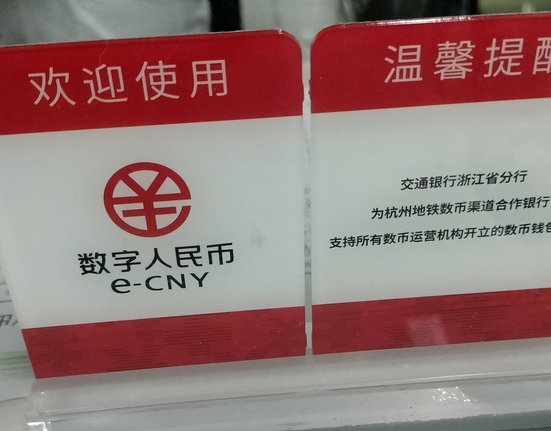 欢迎使用
数字人民币
e-CNY
温馨提醒
交通银行浙江省分行
为杭州地铁数币渠道合作银行
支持所有数币运营机构开立的数币钱包